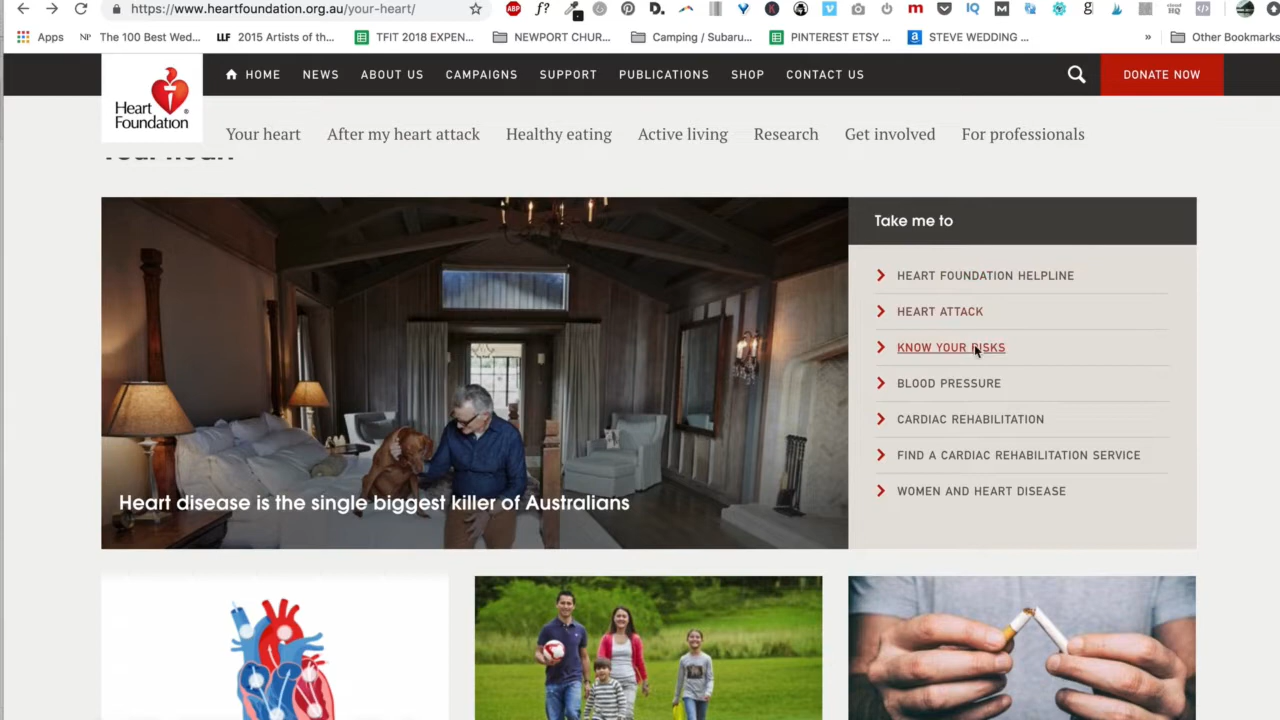 https://www.heartfoundation.org.au/your-heart/
Apps
The 100 Best Wed...
LLF 2015 Artists of th...
TFIT 2018 EXPEN...
NEWPORT CHUR...
Camping / Subaru...
PINTEREST ETSY ...
STEVE WEDDING ...
»
Other Bookmarks
Heart
Foundation
HOME
NEWS
ABOUT US
CAMPAIGNS
SUPPORT
PUBLICATIONS
SHOP
CONTACT US
DONATE NOW
Your heart
After my heart attack
Healthy eating
Active living
Research
Get involved
For professionals
Your heart
Heart disease is the single biggest killer of Australians
Take me to
HEART FOUNDATION HELPLINE
HEART ATTACK
KNOW YOUR RISKS
BLOOD PRESSURE
CARDIAC REHABILITATION
FIND A CARDIAC REHABILITATION SERVICE
WOMEN AND HEART DISEASE